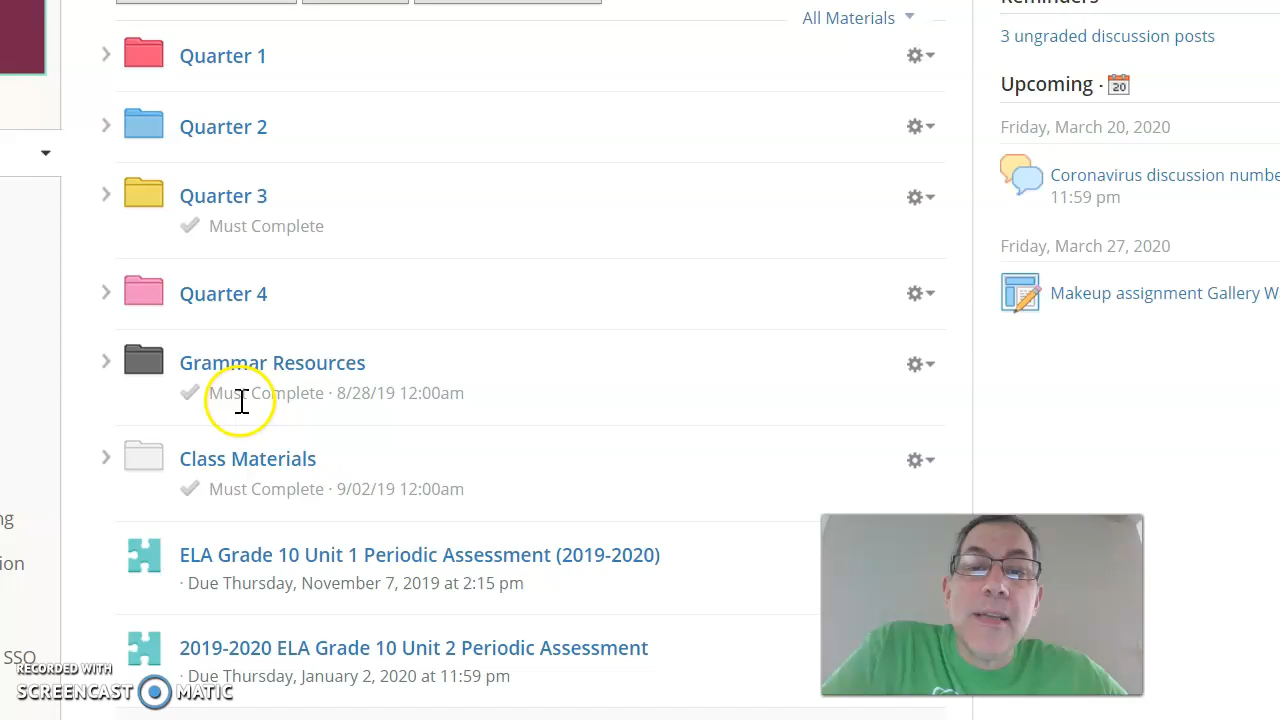 Reminders
All Materials
3 ungraded discussion posts
Quarter 1
Upcoming ·
20
Friday, March 20, 2020
Quarter 2
Coronavirus discussion numbe
11:59 pm
Quarter 3
Must Complete
Friday, March 27, 2020
Quarter 4
Makeup assignment Gallery W
Grammar Resources
Must Complete · 8/28/19 12:00am
Class Materials
Must Complete · 9/02/19 12:00am
ng
ELA Grade 10 Unit 1 Periodic Assessment (2019-2020)
ion
· Due Thursday, November 7, 2019 at 2:15 pm
2019-2020 ELA Grade 10 Unit 2 Periodic Assessment
SSO
· Due Thursday, January 2, 2020 at 11:59 pm
RECORDED WITH
SCREENCAST MATIC